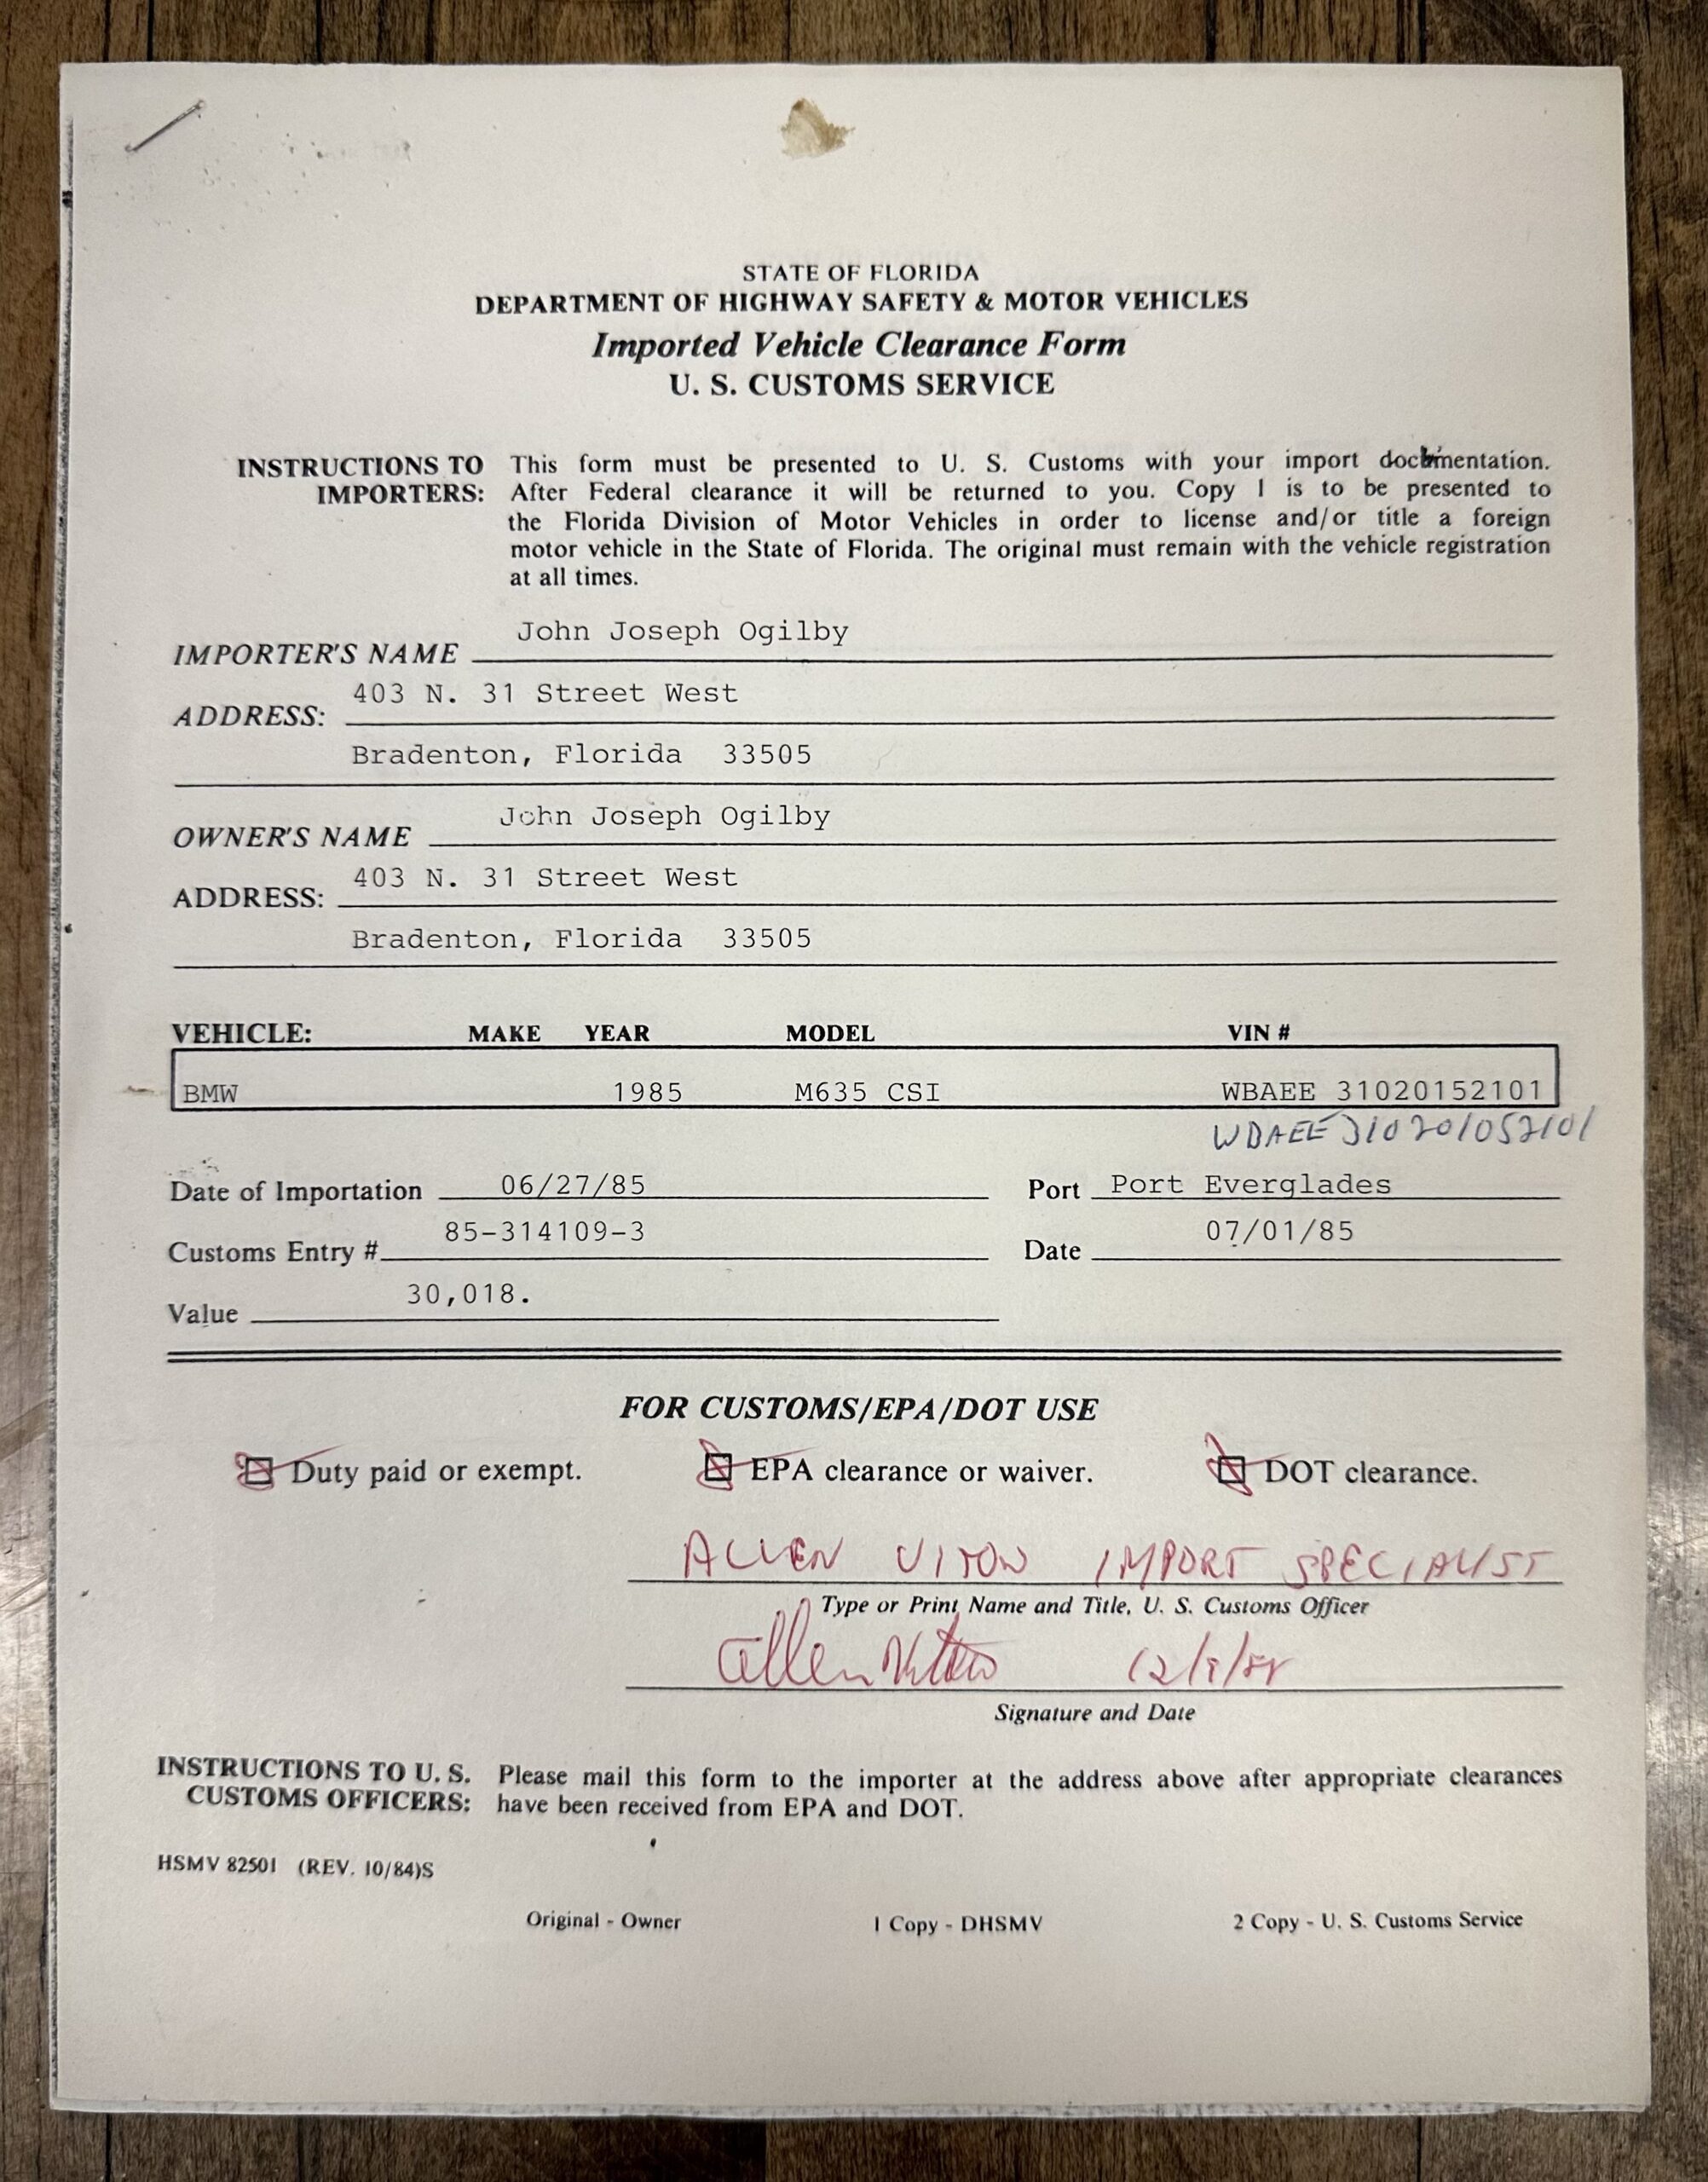 STATE OF FLORIDA
DEPARTMENT OF HIGHWAY SAFETY & MOTOR VEHICLES
Imported Vehicle Clearance Form
U. S. CUSTOMS SERVICE
INSTRUCTIONS TO IMPORTERS: This form must be presented to U. S. Customs with your import documentation.
After Federal clearance it will be returned to you. Copy 1 is to be presented to
the Florida Division of Motor Vehicles in order to license and/or title a foreign
motor vehicle in the State of Florida. The original must remain with the vehicle registration
at all times.
IMPORTER'S NAME John Joseph Ogilby
ADDRESS: 403 N. 31 Street West
Bradenton, Florida 33505
OWNER'S NAME John Joseph Ogilby
ADDRESS: 403 N. 31 Street West
Bradenton, Florida 33505
VEHICLE: MAKE YEAR MODEL VIN #
BMW 1985 M635 CSI WBAEE 31020152101
WBAEE 310201052101
Date of Importation 06/27/85 Port Port Everglades
Customs Entry # 85-314109-3 Date 07/01/85
Value 30,018.
FOR CUSTOMS/EPA/DOT USE
Duty paid or exempt. EPA clearance or waiver. DOT clearance.
ALLEN IMPORT SPECIALIST
Type or Print Name and Title, U. S. Customs Officer
Allen
Signature and Date
INSTRUCTIONS TO U. S. CUSTOMS OFFICERS: Please mail this form to the importer at the address above after appropriate clearances
have been received from EPA and DOT.
HSMV 82501 (REV. 10/84)S
Original - Owner 1 Copy - DHSMV 2 Copy - U. S. Customs Service